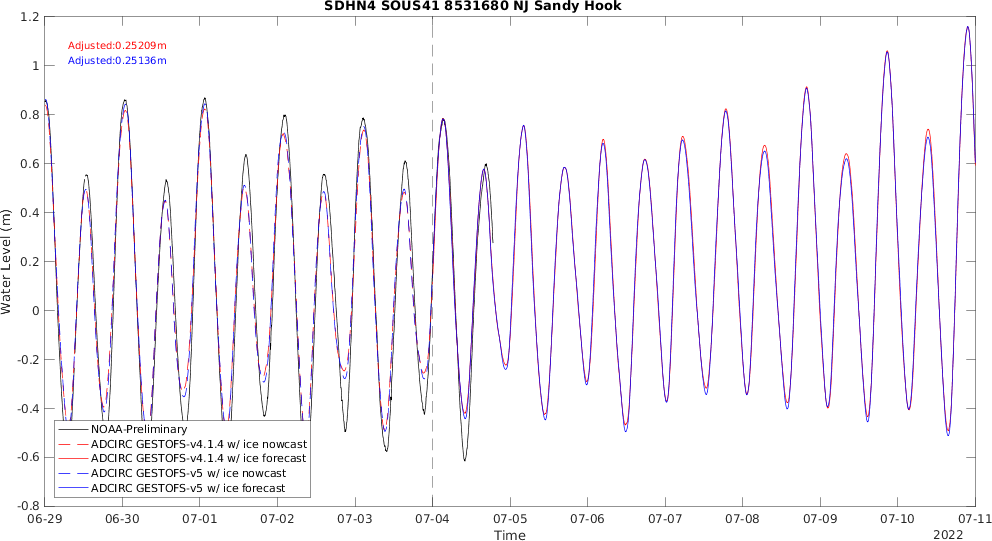 SDHN4 SOUS41 8531680 NJ Sandy Hook
Adjusted:0.25209m
Adjusted:0.25136m
Water Level (m)
1.2
1
0.8
0.6
0.4
0.2
0
-0.2
-0.4
-0.6
-0.8
NOAA-Preliminary
ADCIRC GESTOFS-v4.1.4 w/ ice nowcast
ADCIRC GESTOFS-v4.1.4 w/ ice forecast
ADCIRC GESTOFS-v5 w/ ice nowcast
ADCIRC GESTOFS-v5 w/ ice forecast
06-29 06-30 07-01 07-02 07-03 07-04 07-05 07-06 07-07 07-08 07-09 07-10 07-11
Time
2022